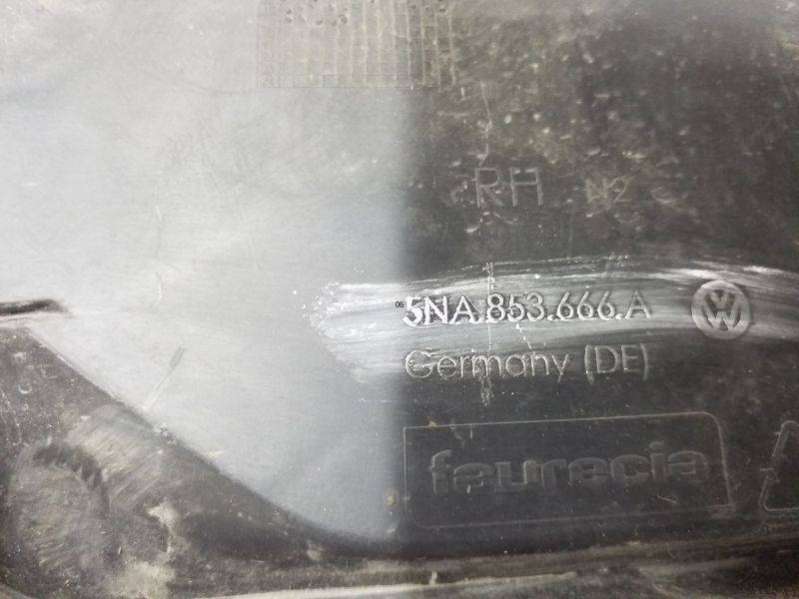 RH
5NA.853.666.A
Germany (DE)
faurecia